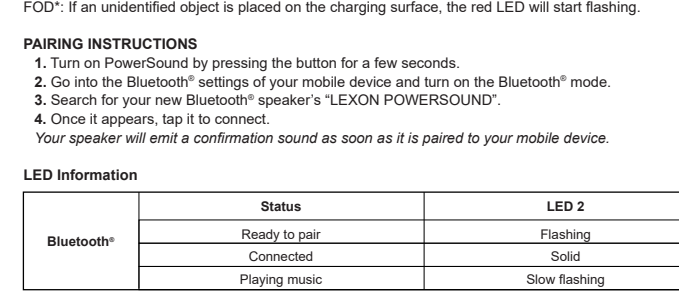 FOD*: If an unidentified object is placed on the charging surface, the red LED will start flashing.
PAIRING INSTRUCTIONS
1. Turn on PowerSound by pressing the button for a few seconds.
2. Go into the Bluetooth® settings of your mobile device and turn on the Bluetooth® mode.
3. Search for your new Bluetooth® speaker's “LEXON POWERSOUND”.
4. Once it appears, tap it to connect.
Your speaker will emit a confirmation sound as soon as it is paired to your mobile device.
LED Information
Bluetooth®
Status LED 2
Ready to pair Flashing
Connected Solid
Playing music Slow flashing